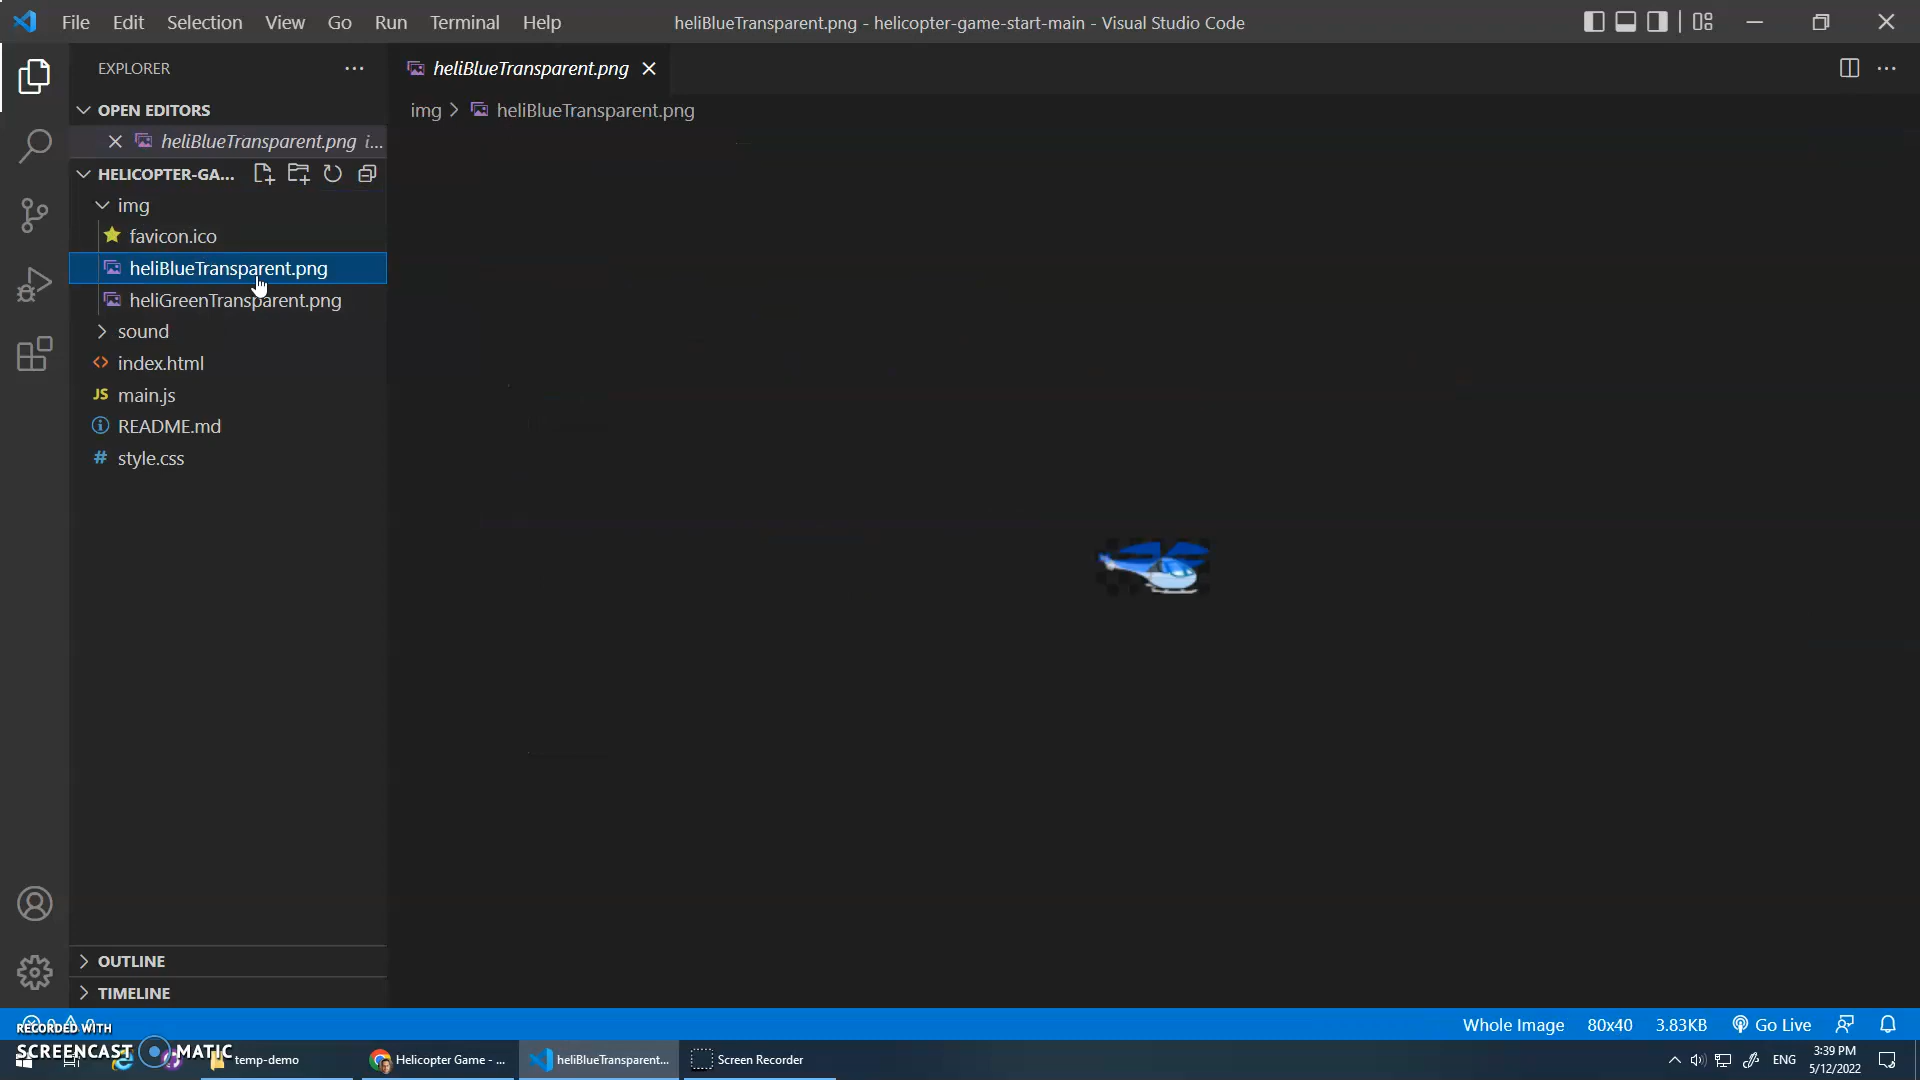 File Edit Selection View Go Run Terminal Help heliBlueTransparent.png - helicopter-game-start-main - Visual Studio Code
EXPLORER
heliBlueTransparent.png
OPEN EDITORS
img > heliBlueTransparent.png
heliBlueTransparent.png i...
HELICOPTER-GA...
img
favicon.ico
heliBlueTransparent.png
heliGreenTransparent.png
sound
index.html
JS main.js
README.md
# style.css
OUTLINE
TIMELINE
Whole Image 80x40 3.83KB Go Live
RECORDED WITH
SCREENCAST MATIC
temp-demo
Helicopter Game - ...
heliBlueTransparent...
Screen Recorder
ENG
3:39 PM
5/12/2022